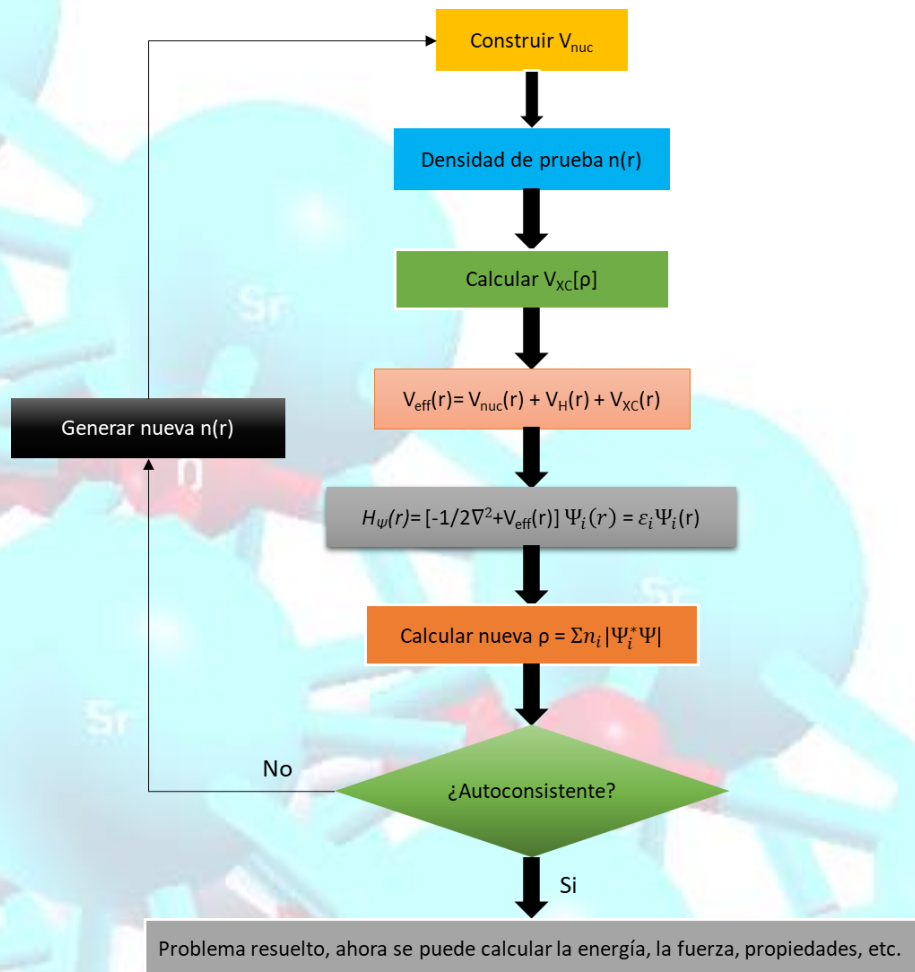 Construir V_nuc
Densidad de prueba n(r)
Calcular V_XC[ρ]
Sr
V_eff(r)= V_nuc(r) + V_H(r) + V_XC(r)
Generar nueva n(r)
H_ψ(r)= [-1/2∇²+V_eff(r)] Ψ_i(r) = ε_iΨ_i(r)
Sr
Calcular nueva ρ = Σn_i|Ψ_i^*Ψ|
Sr
No
¿Autoconsistente?
Si
Problema resuelto, ahora se puede calcular la energía, la fuerza, propiedades, etc.